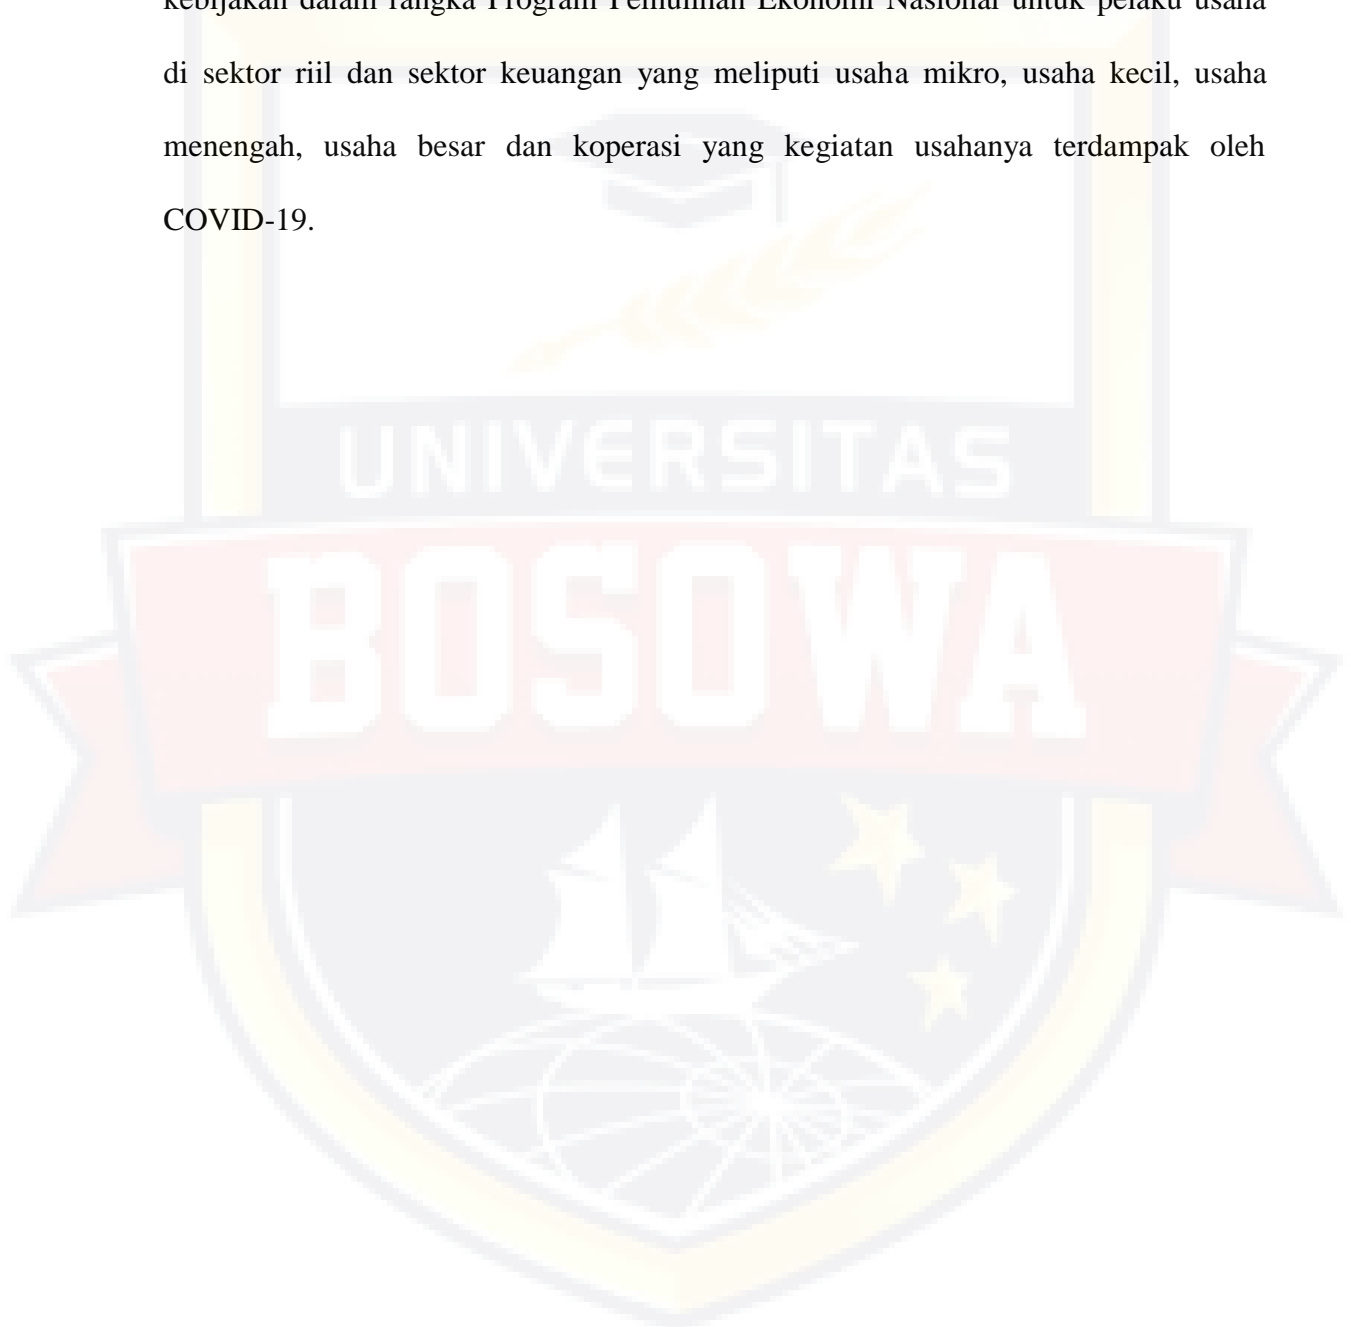 kebijakan dalam rangka Program Pemulihan Ekonomi Nasional untuk pelaku usaha
di sektor riil dan sektor keuangan yang meliputi usaha mikro, usaha kecil, usaha
menengah, usaha besar dan koperasi yang kegiatan usahanya terdampak oleh
COVID-19.
UNIVERSITAS
BOSOWA